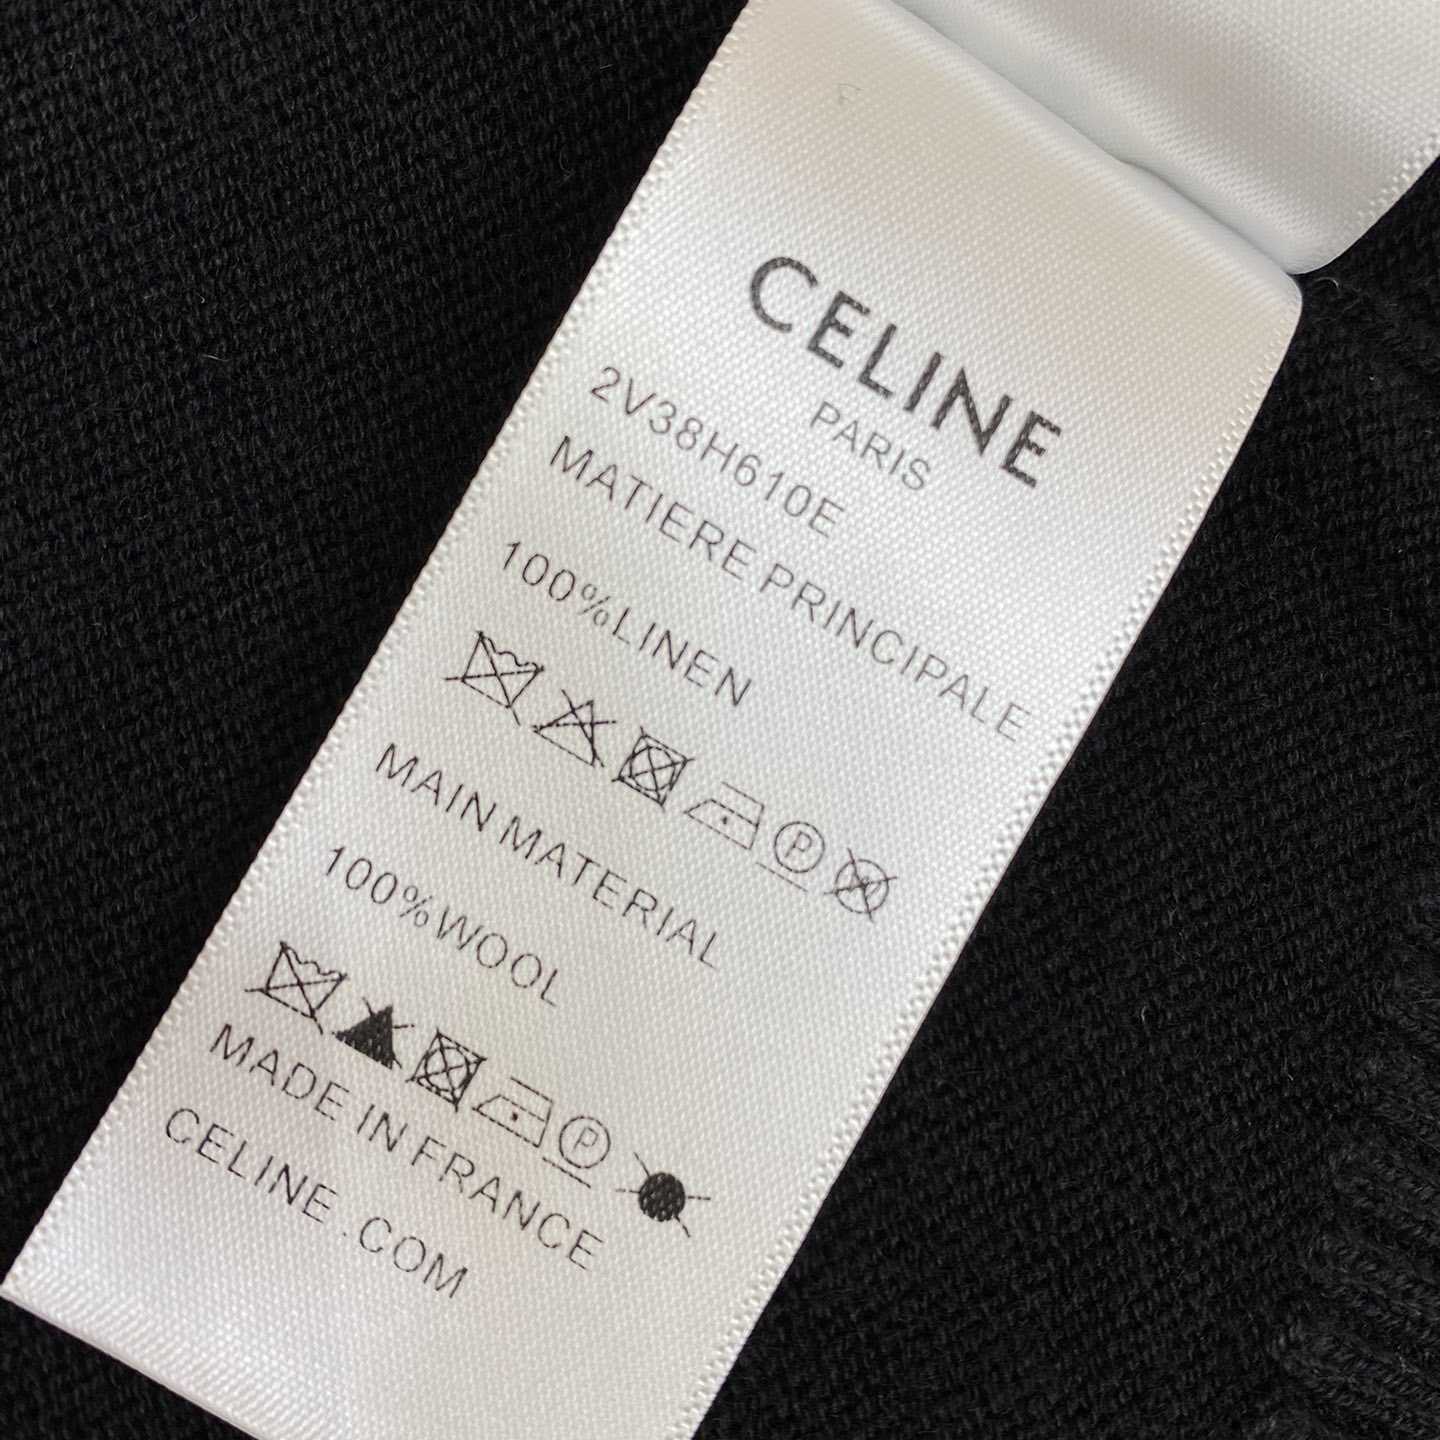 CELINE
PARIS
2V38H610E
MATIERE PRINCIPALE
100%LINEN
P
MAIN MATERIAL
100%WOOL
P
MADE IN FRANCE
CELINE .COM